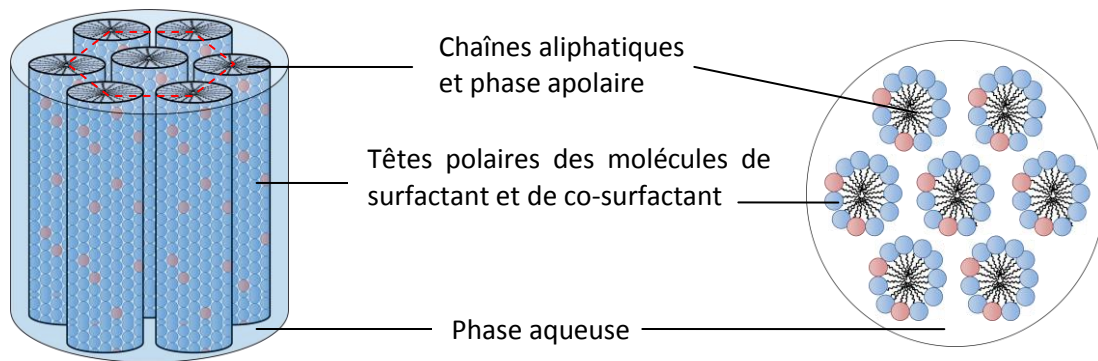 Chaînes aliphatiques
et phase apolaire
Têtes polaires des molécules de
surfactant et de co-surfactant
Phase aqueuse